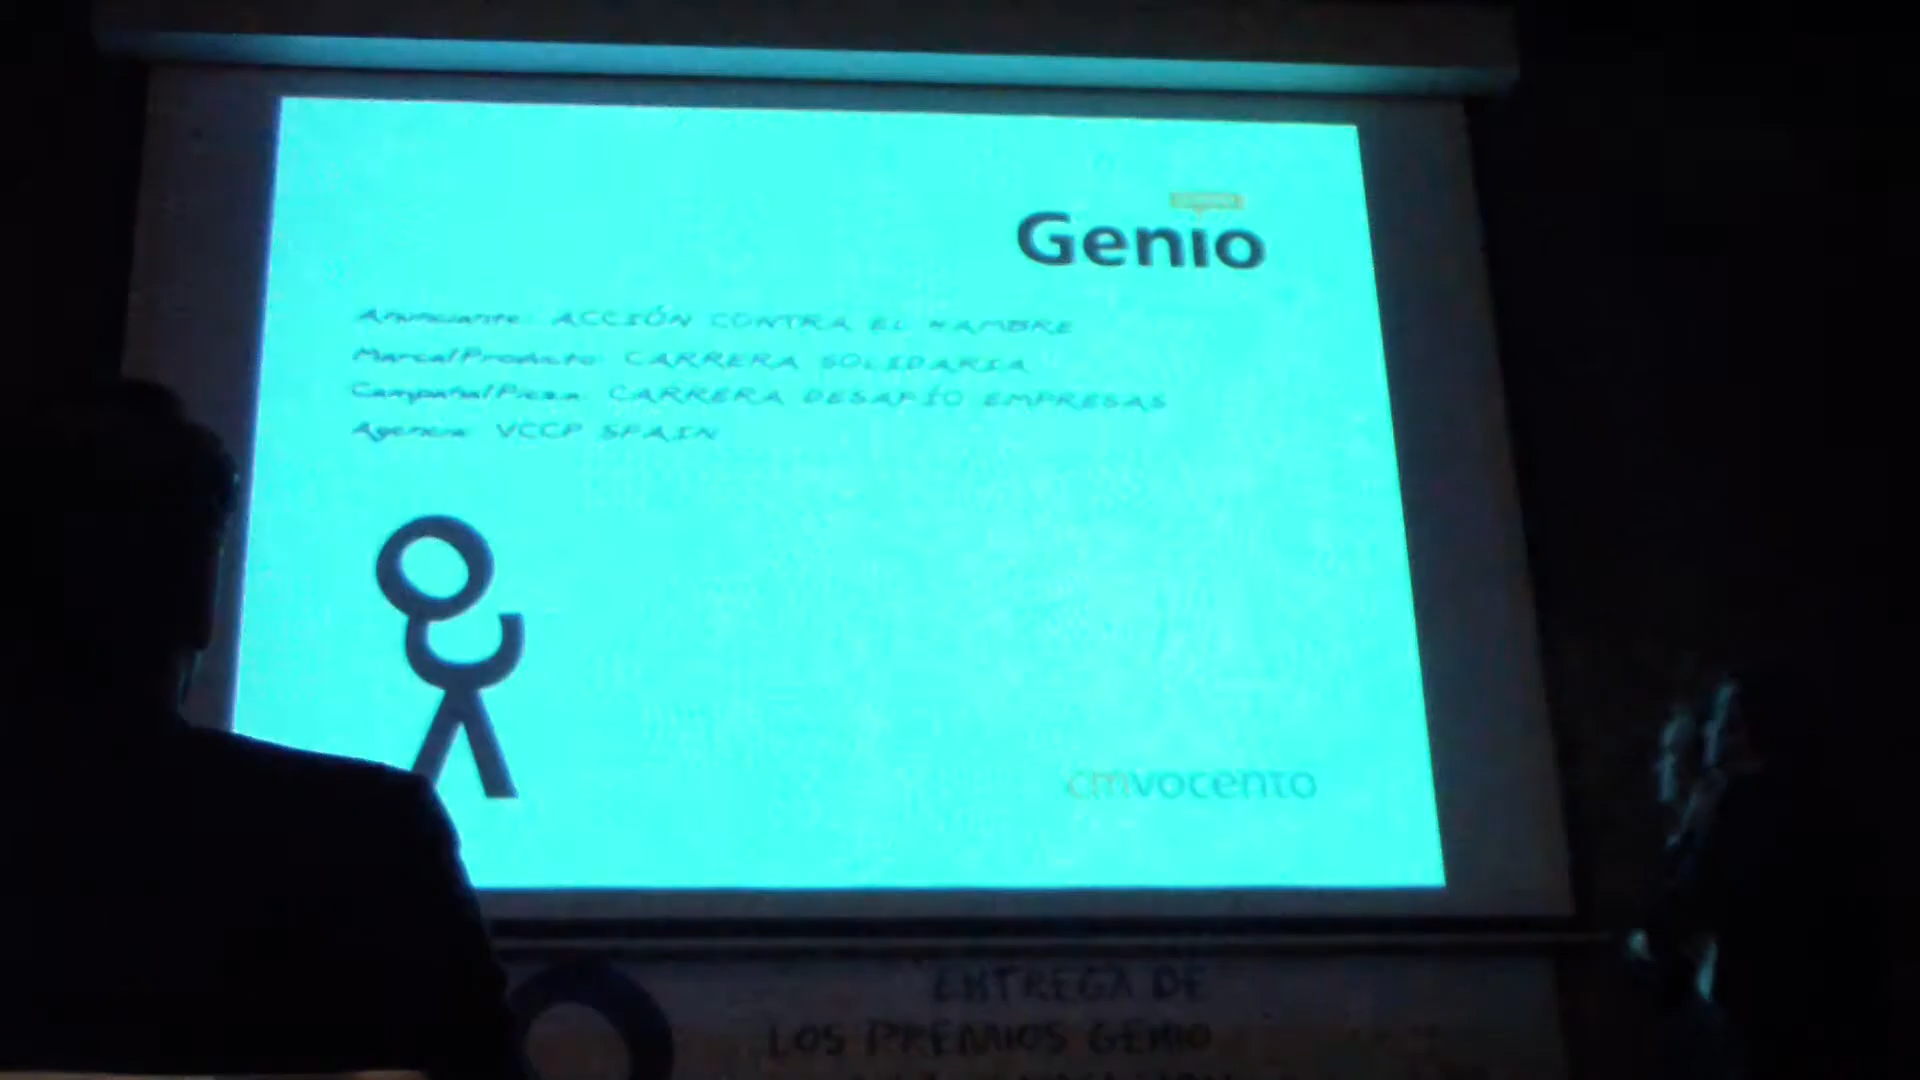 Genio
Anunciante: ACCIÓN CONTRA EL HAMBRE
Marca/Producto: CARRERA SOLIDARIA
Campaña/Pieza: CARRERA DESAFÍO EMPRESAS
Agencia: VCCP SPAIN
cmvocento
ENTREGA DE
LOS PREMIOS GENIO